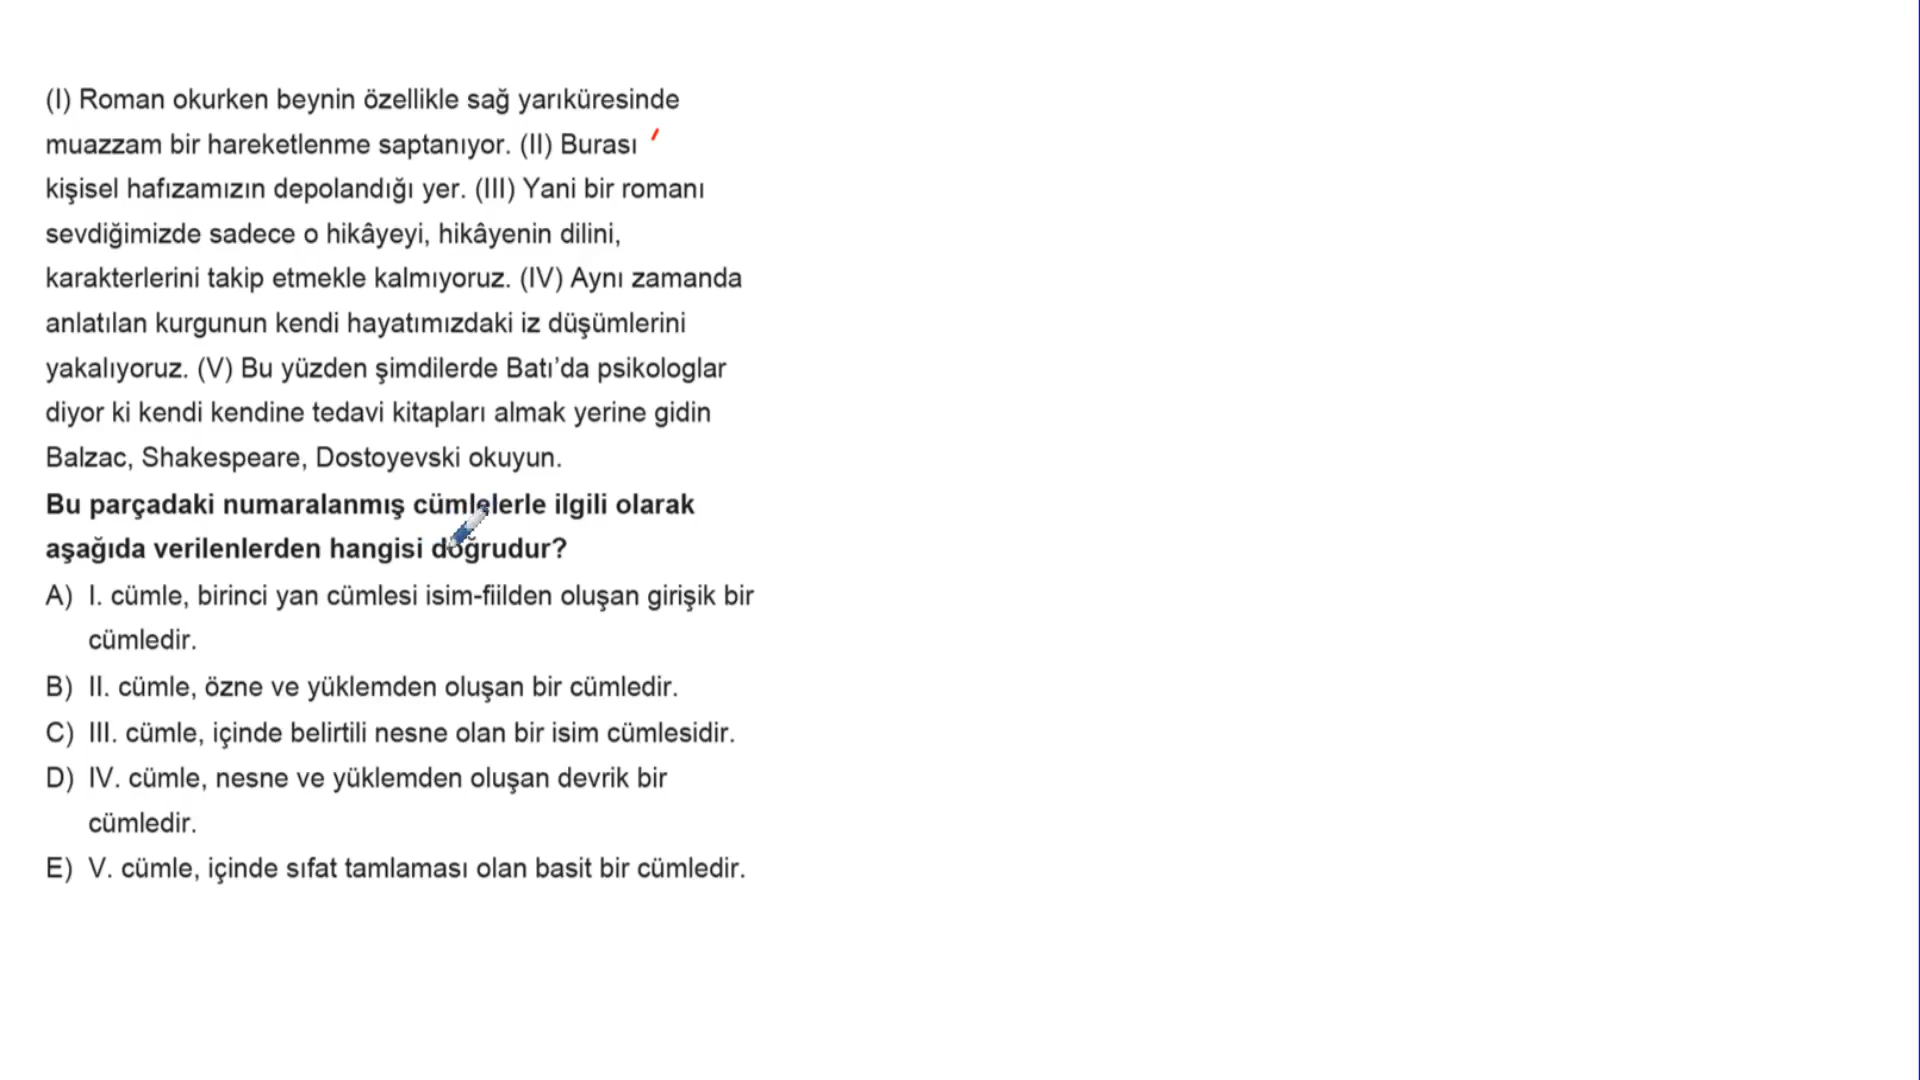 (I) Roman okurken beynin özellikle sağ yarıküresinde
muazzam bir hareketlenme saptanıyor. (II) Burası
kişisel hafızamızın depolandığı yer. (III) Yani bir romanı
sevdiğimizde sadece o hikâyeyi, hikâyenin dilini,
karakterlerini takip etmekle kalmıyoruz. (IV) Aynı zamanda
anlatılan kurgunun kendi hayatımızdaki iz düşümlerini
yakalıyoruz. (V) Bu yüzden şimdilerde Batı’da psikologlar
diyor ki kendi kendine tedavi kitapları almak yerine gidin
Balzac, Shakespeare, Dostoyevski okuyun.
Bu parçadaki numaralanmış cümlelerle ilgili olarak
aşağıda verilenlerden hangisi doğrudur?
A) I. cümle, birinci yan cümlesi isim-fiilden oluşan girişik bir
cümledir.
B) II. cümle, özne ve yüklemden oluşan bir cümledir.
C) III. cümle, içinde belirtili nesne olan bir isim cümlesidir.
D) IV. cümle, nesne ve yüklemden oluşan devrik bir
cümledir.
E) V. cümle, içinde sıfat tamlaması olan basit bir cümledir.